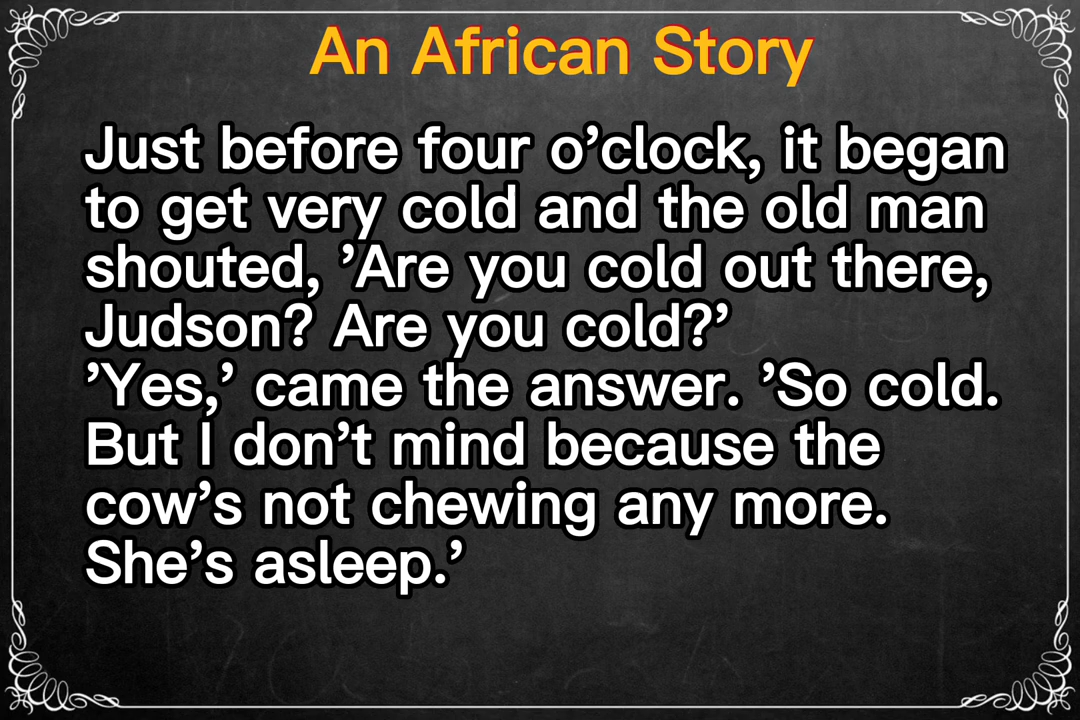 An African Story
Just before four o’clock, it began
to get very cold and the old man
shouted, ’Are you cold out there,
Judson? Are you cold?’
’Yes,’ came the answer. ’So cold.
But I don’t mind because the
cow’s not chewing any more.
She’s asleep.’